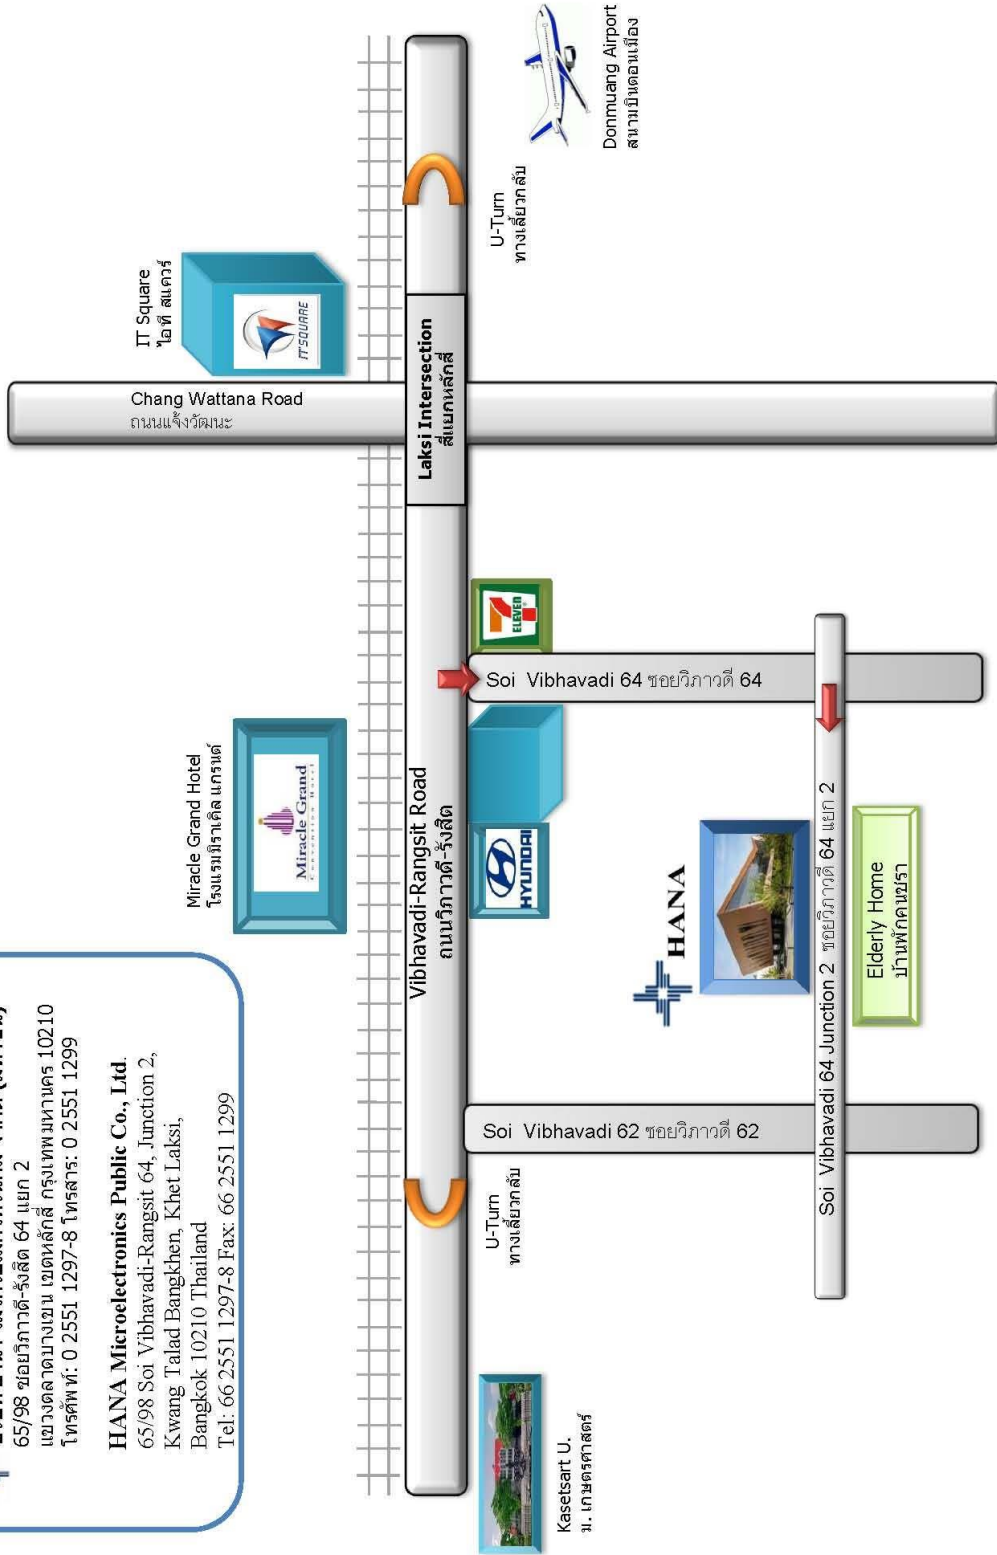 65/98 ซอยวิภาวดี-รังสิต 64 แยก 2
แขวงตลาดบางเขน เขตหลักสี่ กรุงเทพมหานคร 10210
โทรศัพท์: 0 2551 1297-8 โทรสาร: 0 2551 1299
HANA Microelectronics Public Co., Ltd.
65/98 Soi Vibhavadi-Rangsit 64, Junction 2,
Kwang Talad Bangkhen, Khet Laksi,
Bangkok 10210 Thailand
Tel: 66 2551 1297-8 Fax: 66 2551 1299
Miracle Grand Hotel
โรงแรมมิราเคิล แกรนด์
Miracle Grand
Convention Hotel
IT Square
ไอที สแควร์
IT SQUARE
Chang Wattana Road
ถนนแจ้งวัฒนะ
Vibhavadi-Rangsit Road
ถนนวิภาวดี-รังสิต
Laksi Intersection
สี่แยกหลักสี่
Kasetsart U.
ม. เกษตรศาสตร์
U-Turn
ทางเลี้ยวกลับ
HYUNDAI
7
ELEVEN
U-Turn
ทางเลี้ยวกลับ
Donmuang Airport
สนามบินดอนเมือง
Soi Vibhavadi 62 ซอยวิภาวดี 62
Soi Vibhavadi 64 ซอยวิภาวดี 64
HANA
Soi Vibhavadi 64 Junction 2 ซอยวิภาวดี 64 แยก 2
Elderly Home
บ้านพักคนชรา